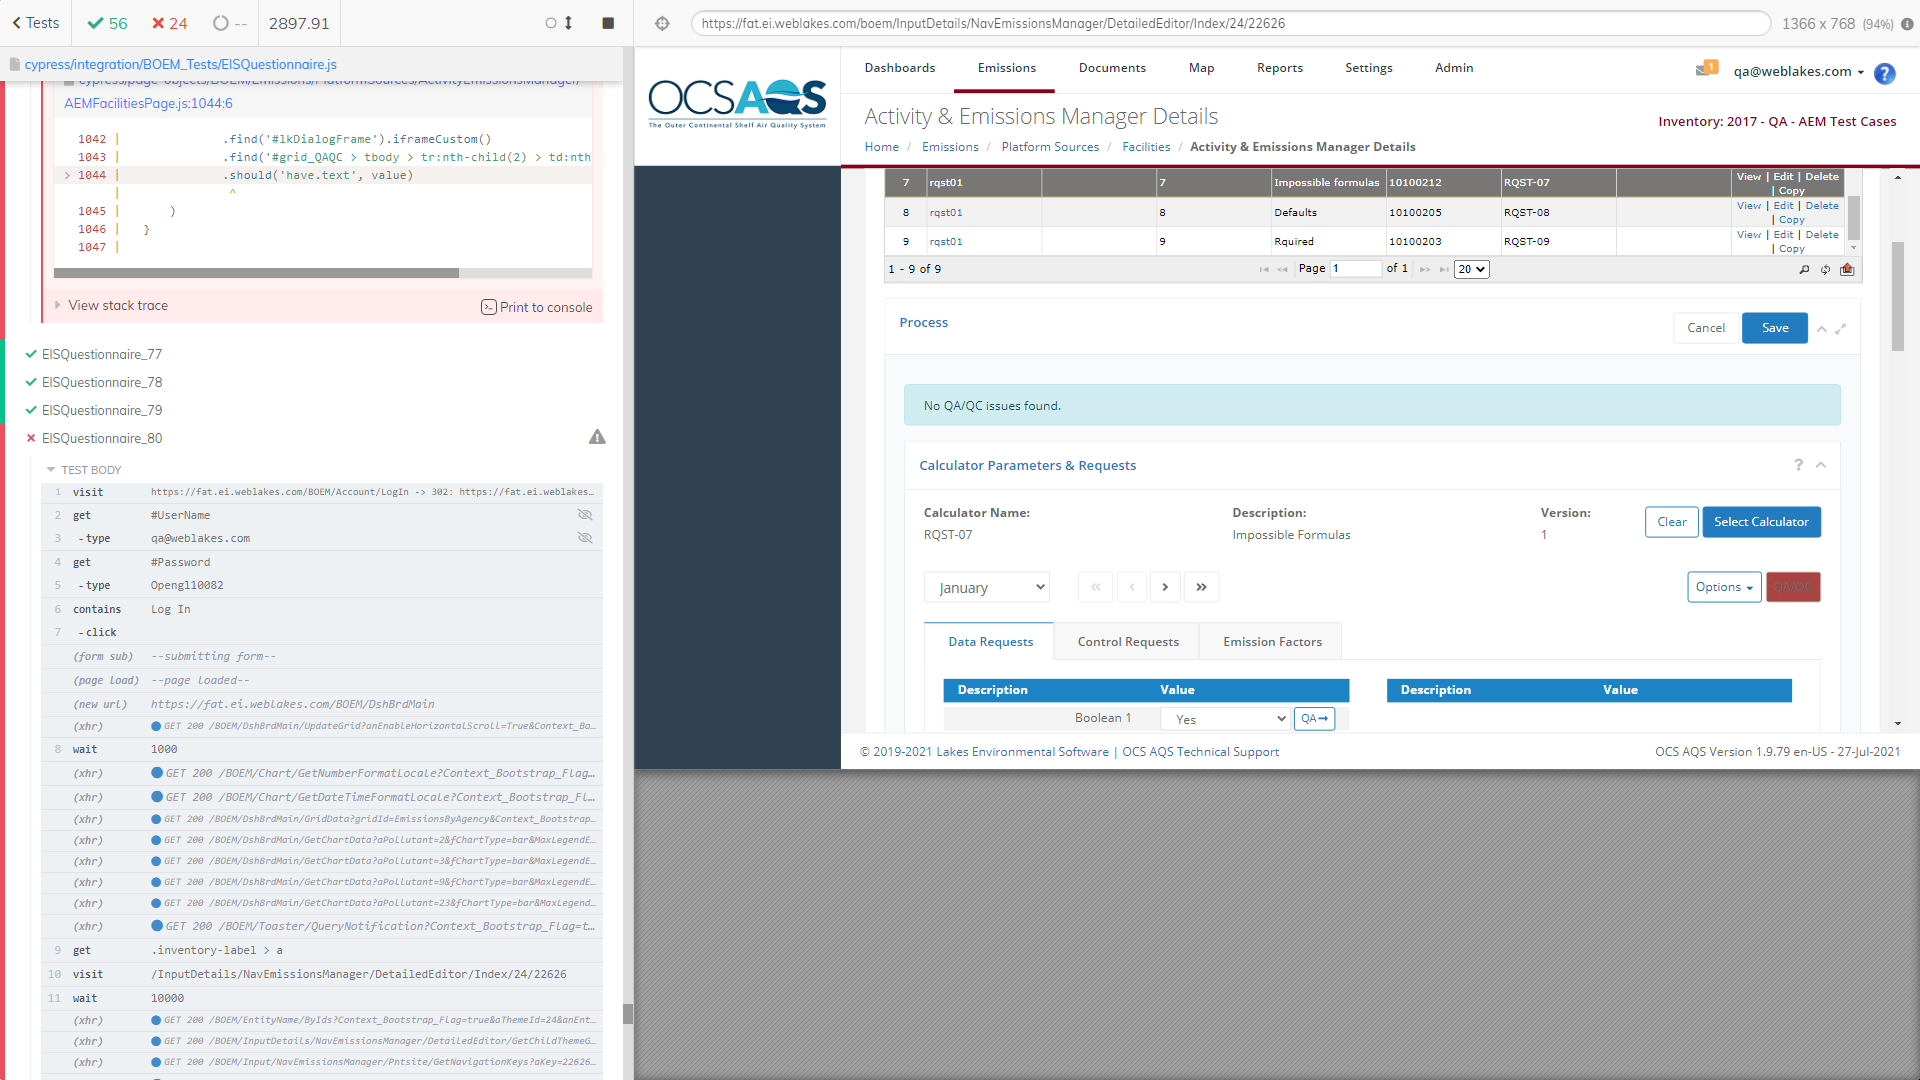 Tests
56
24
--
2897.91
cypress/integration/BOEM_Tests/EISQuestionnaire.js
cypress/page-objects/BOEM/Emissions/PlatformSources/ActivityEmissionsManager/
AEMFacilitiesPage.js:1044:6
1042 | .find('#lkDialogFrame').iframeCustom()
1043 | .find('#grid_QAQC > tbody > tr:nth-child(2) > td:nth
> 1044 | .should('have.text', value)
| ^
1045 | )
1046 | }
1047 |
View stack trace
Print to console
EISQuestionnaire_77
EISQuestionnaire_78
EISQuestionnaire_79
EISQuestionnaire_80
TEST BODY
1 visit https://fat.ei.weblakes.com/BOEM/Account/LogIn -> 302: https://fat.ei.weblakes…
2 get #UserName
3 -type qa@weblakes.com
4 get #Password
5 -type Opengl10082
6 contains Log In
7 -click
(form sub) --submitting form--
(page load) --page loaded--
(new url) https://fat.ei.weblakes.com/BOEM/DshBrdMain
(xhr) GET 200 /BOEM/DshBrdMain/UpdateGrid?anEnableHorizontalScroll=True&Context_Bo…
8 wait 1000
(xhr) GET 200 /BOEM/Chart/GetNumberFormatLocale?Context_Bootstrap_Flag…
(xhr) GET 200 /BOEM/Chart/GetDateTimeFormatLocale?Context_Bootstrap_Fl…
(xhr) GET 200 /BOEM/DshBrdMain/GridData?gridId=EmissionsByAgency&Context_Bootstrap…
(xhr) GET 200 /BOEM/DshBrdMain/GetChartData?aPollutant=2&fChartType=bar&MaxLegendE…
(xhr) GET 200 /BOEM/DshBrdMain/GetChartData?aPollutant=3&fChartType=bar&MaxLegendE…
(xhr) GET 200 /BOEM/DshBrdMain/GetChartData?aPollutant=9&fChartType=bar&MaxLegendE…
(xhr) GET 200 /BOEM/DshBrdMain/GetChartData?aPollutant=23&fChartType=bar&MaxLegend…
(xhr) GET 200 /BOEM/Toaster/QueryNotification?Context_Bootstrap_Flag=t…
9 get .inventory-label > a
10 visit /InputDetails/NavEmissionsManager/DetailedEditor/Index/24/22626
11 wait 10000
(xhr) GET 200 /BOEM/EntityName/ByIds?Context_Bootstrap_Flag=true&aThemeId=24&anEnt…
(xhr) GET 200 /BOEM/InputDetails/NavEmissionsManager/DetailedEditor/GetChildThemeG…
(xhr) GET 200 /BOEM/Input/NavEmissionsManager/Pntsite/GetNavigationKeys?aKey=22626…
https://fat.ei.weblakes.com/boem/InputDetails/NavEmissionsManager/DetailedEditor/Index/24/22626
1366 x 768 (94%)
OCSAQS
The Outer Continental Shelf Air Quality System
Dashboards Emissions Documents Map Reports Settings Admin
1
qa@weblakes.com
?
Activity & Emissions Manager Details
Inventory: 2017 - QA - AEM Test Cases
Home / Emissions / Platform Sources / Facilities / Activity & Emissions Manager Details
7 rqst01 7 Impossible formulas 10100212 RQST-07 View | Edit | Delete | Copy
8 rqst01 8 Defaults 10100205 RQST-08 View | Edit | Delete | Copy
9 rqst01 9 Rquired 10100203 RQST-09 View | Edit | Delete | Copy
1 - 9 of 9 Page 1 of 1 20
Process
Cancel Save
No QA/QC issues found.
Calculator Parameters & Requests
?
Calculator Name: Description: Version:
RQST-07 Impossible Formulas 1
Clear Select Calculator
January
« ‹ › »
Options
QA/QC
Data Requests Control Requests Emission Factors
Description Value Description Value
Boolean 1 Yes QA
© 2019-2021 Lakes Environmental Software | OCS AQS Technical Support
OCS AQS Version 1.9.79 en-US - 27-Jul-2021